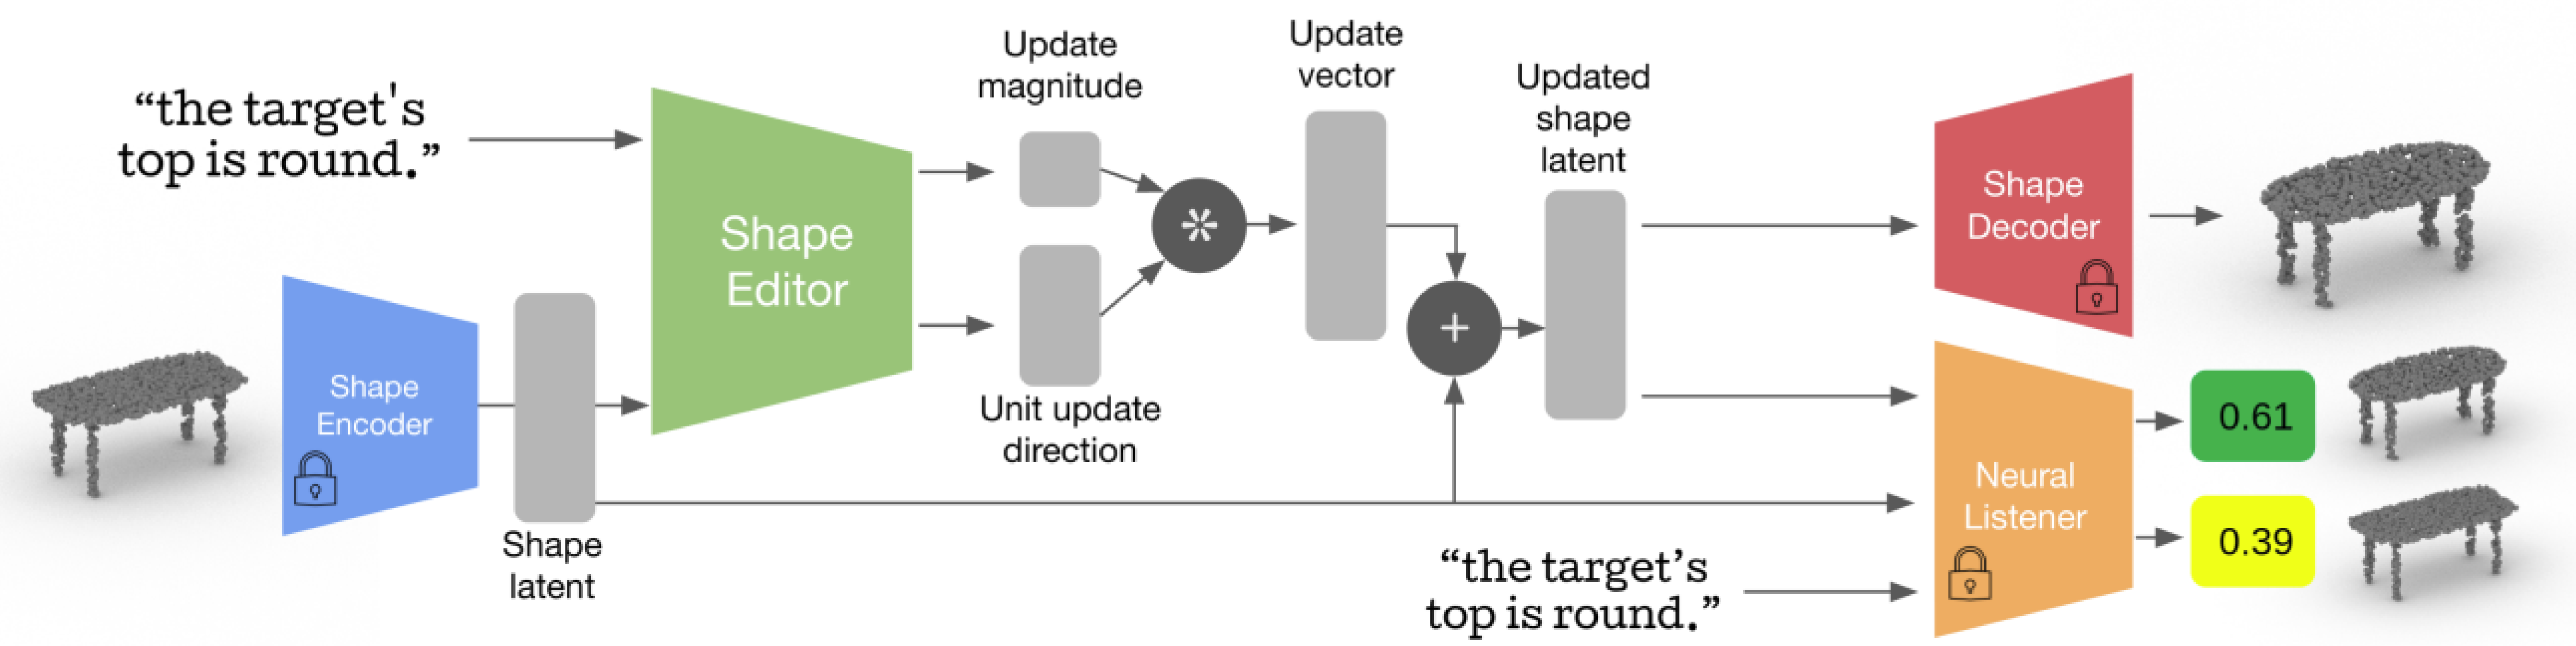 “the target's
top is round.”
Shape
Encoder
Shape
latent
Shape
Editor
Update
magnitude
Unit update
direction
*
Update
vector
+
Updated
shape
latent
Shape
Decoder
“the target’s
top is round.”
Neural
Listener
0.61
0.39